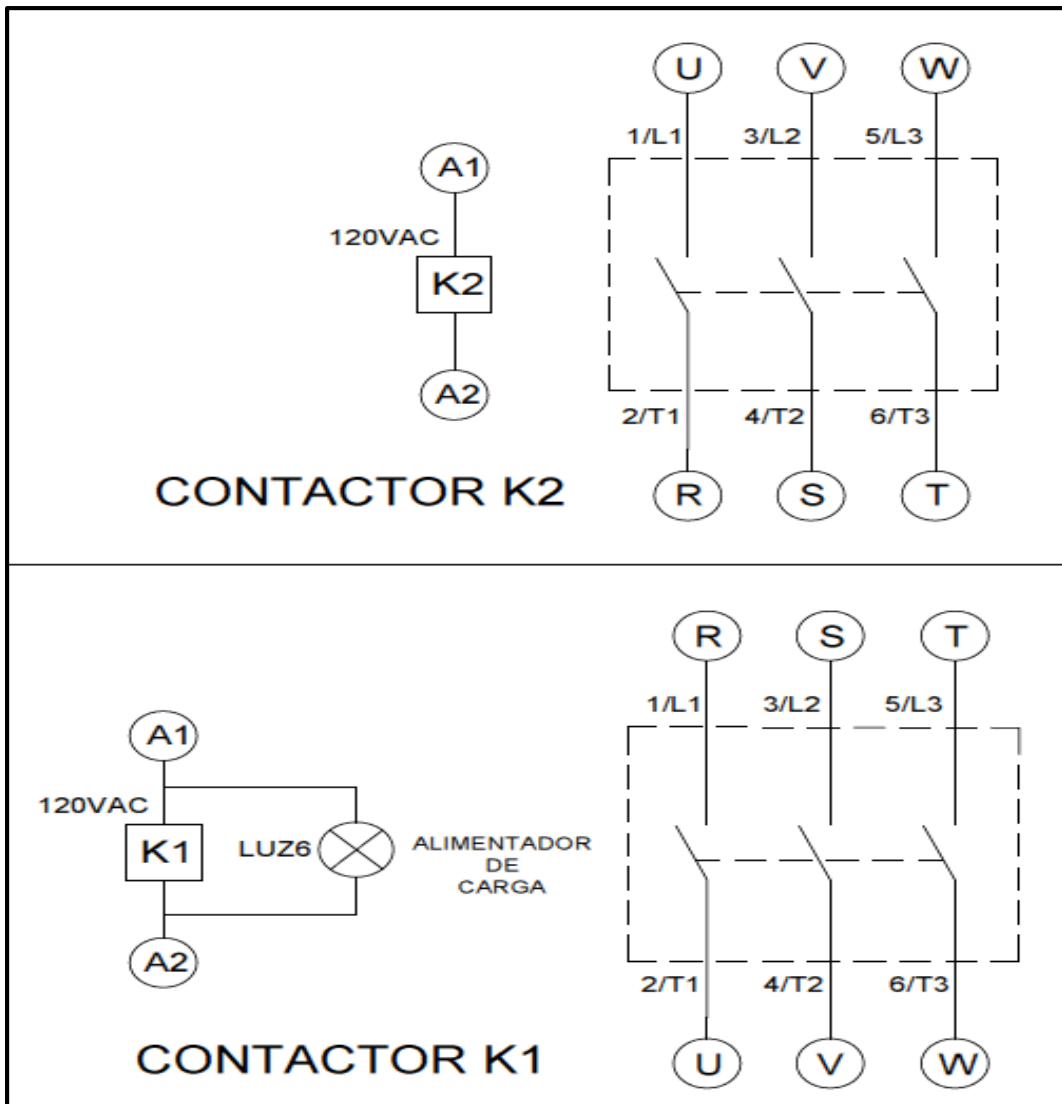 U V W
1/L1 3/L2 5/L3
A1
120VAC
K2
A2
2/T1 4/T2 6/T3
CONTACTOR K2
R S T
R S T
1/L1 3/L2 5/L3
A1
120VAC
K1 LUZ6 ALIMENTADOR
DE
CARGA
A2
2/T1 4/T2 6/T3
CONTACTOR K1
U V W